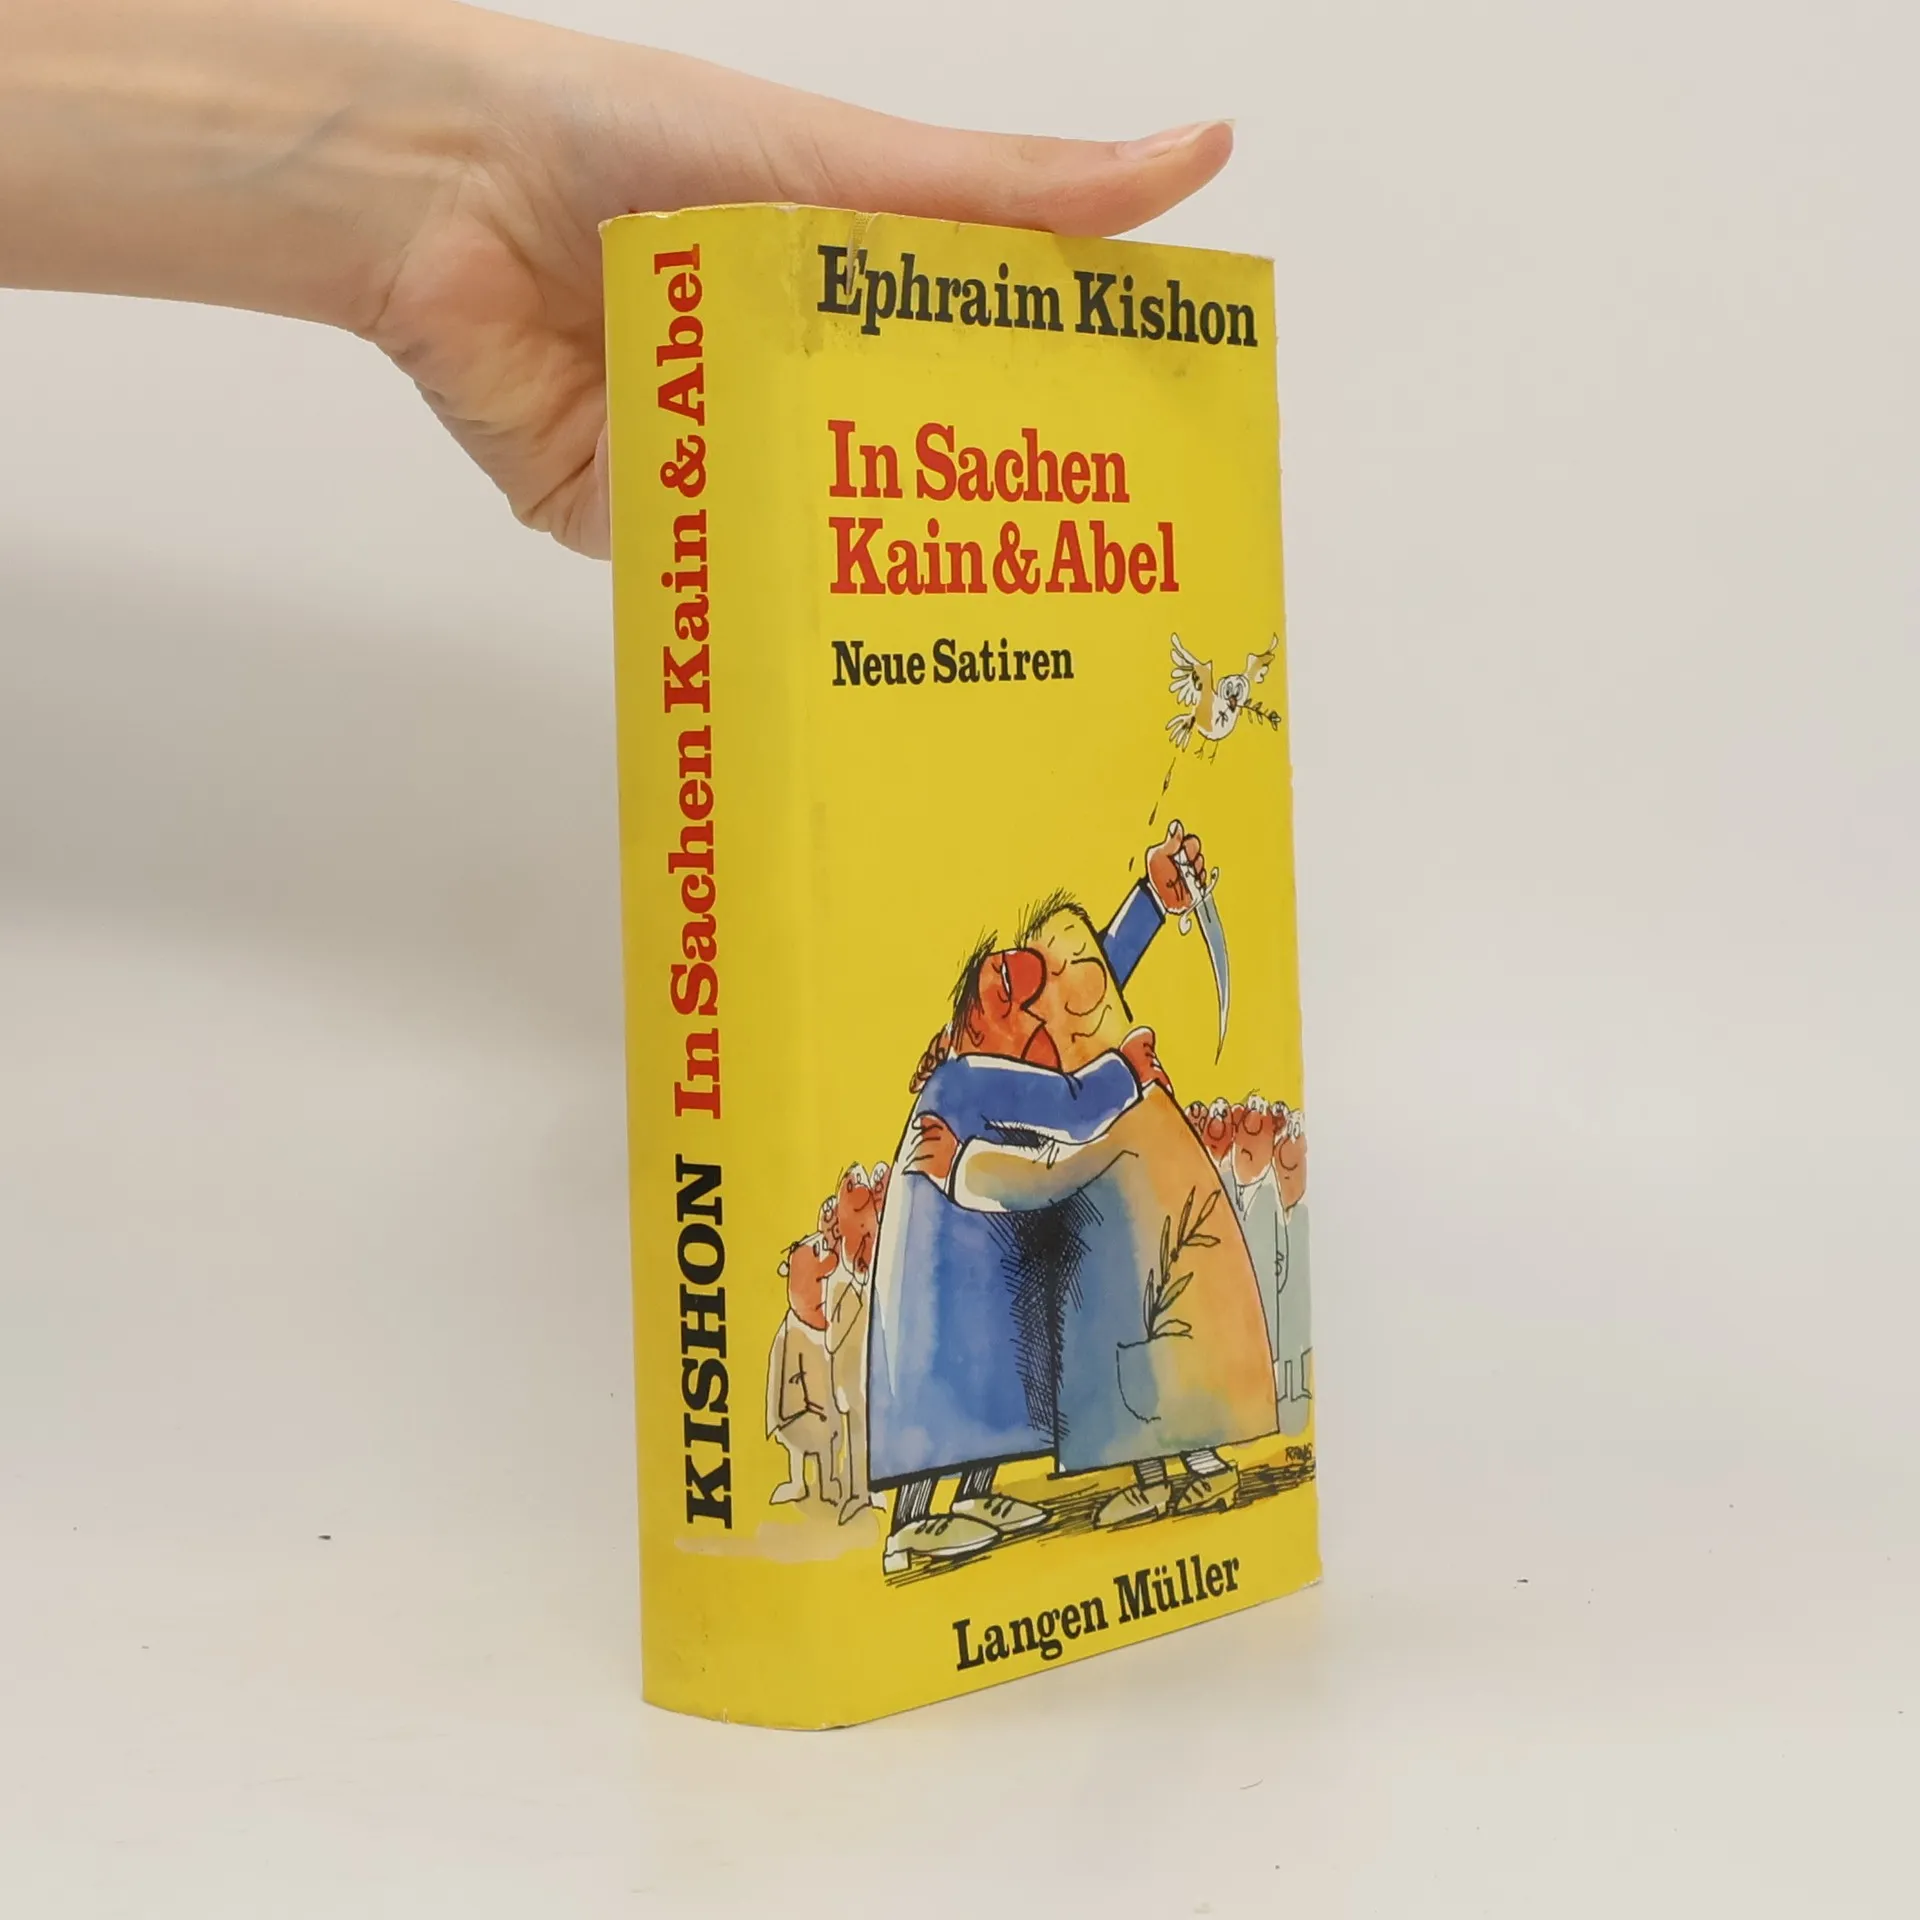 KISHON In Sachen Kain & Abel
Ephraim Kishon
In Sachen
Kain & Abel
Neue Satiren
Langen Müller